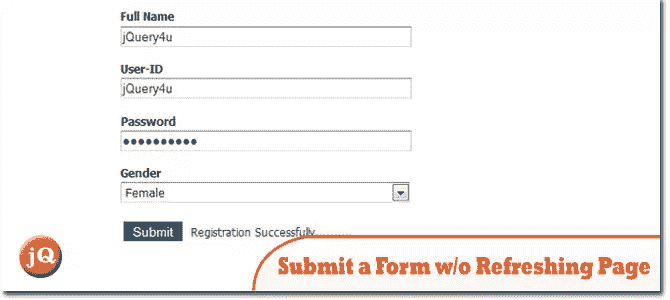 Full Name
jQuery4u
User-ID
jQuery4u
Password
••••••••••
Gender
Female
Submit Registration Successfully..........
jQ
Submit a Form w/o Refreshing Page